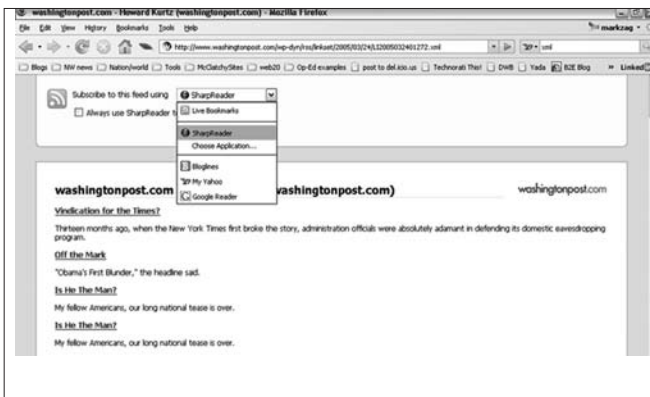 washingtonpost.com - Howard Kurtz (washingtonpost.com) - Mozilla Firefox
File Edit View History Bookmarks Tools Help markzag
http://www.washingtonpost.com/wp-dyn/rss/linkset/2005/03/24/LI2005032401272.xml xml
Blogs NW news Nation/world Tools McClatchySites web20 Op-Ed examples post to del.icio.us Technorati This! DWB Yada B2E Blog » LinkedI
Subscribe to this feed using SharpReader
Always use SharpReader t
Live Bookmarks
SharpReader
Choose Application...
Bloglines
My Yahoo
Google Reader
washingtonpost.com ashingtonpost.com) washingtonpost.com
Vindication for the Times?
Thirteen months ago, when the New York Times first broke the story, administration officials were absolutely adamant in defending its domestic eavesdropping
program.
Off the Mark
"Obama's First Blunder," the headline said.
Is He The Man?
My fellow Americans, our long national tease is over.
Is He The Man?
My fellow Americans, our long national tease is over.